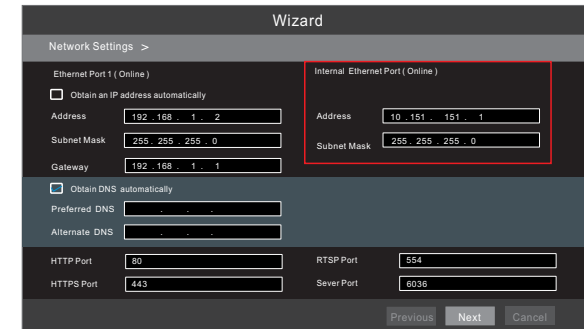 Wizard
Network Settings >
Ethernet Port 1 ( Online )
Obtain an IP address automatically
Address 192 . 168 . 1 . 2
Subnet Mask 255 . 255 . 255 . 0
Gateway 192 . 168 . 1 . 1
Internal Ethernet Port ( Online )
Address 10 . 151 . 151 . 1
Subnet Mask 255 . 255 . 255 . 0
Obtain DNS automatically
Preferred DNS . . .
Alternate DNS . . .
HTTP Port 80 RTSP Port 554
HTTPS Port 443 Sever Port 6036
Previous Next Cancel